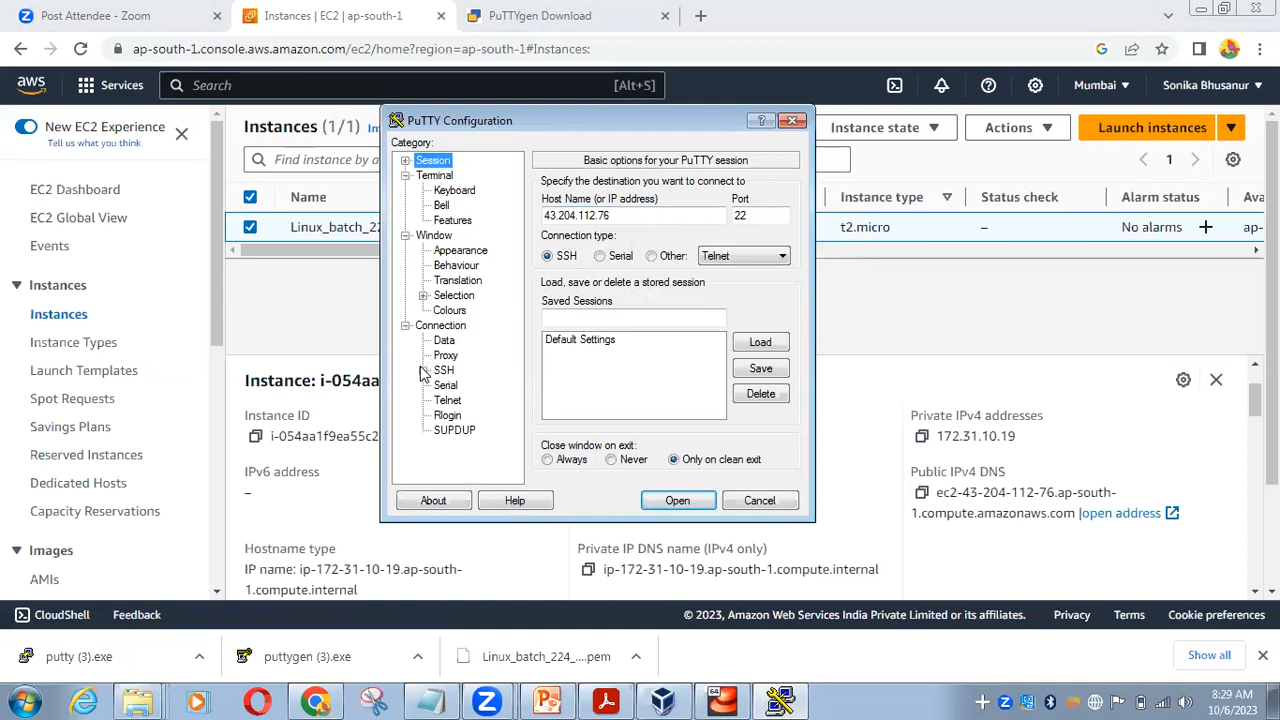 Post Attendee - Zoom
Instances | EC2 | ap-south-1
PuTTYgen Download
ap-south-1.console.aws.amazon.com/ec2/home?region=ap-south-1#Instances:
aws
Services
Search
[Alt+S]
Mumbai
Sonika Bhusanur
New EC2 Experience
Tell us what you think
EC2 Dashboard
EC2 Global View
Events
Instances
Instances
Instance Types
Launch Templates
Spot Requests
Savings Plans
Reserved Instances
Dedicated Hosts
Capacity Reservations
Images
AMIs
Instances (1/1)
Instance state
Actions
Launch instances
Find instance by a
1
Name
Instance type
Status check
Alarm status
Linux_batch_22
t2.micro
–
No alarms
ap-
PuTTY Configuration
Category:
Session
Terminal
Keyboard
Bell
Features
Window
Appearance
Behaviour
Translation
Selection
Colours
Connection
Data
Proxy
SSH
Serial
Telnet
Rlogin
SUPDUP
Basic options for your PuTTY session
Specify the destination you want to connect to
Host Name (or IP address)
Port
43.204.112.76
22
Connection type:
SSH
Serial
Other:
Telnet
Load, save or delete a stored session
Saved Sessions
Default Settings
Load
Save
Delete
Close window on exit:
Always
Never
Only on clean exit
About
Help
Open
Cancel
Instance: i-054aa
Instance ID
i-054aa1f9ea55c2
IPv6 address
–
Hostname type
IP name: ip-172-31-10-19.ap-south-
1.compute.internal
Private IP DNS name (IPv4 only)
ip-172-31-10-19.ap-south-1.compute.internal
Private IPv4 addresses
172.31.10.19
Public IPv4 DNS
ec2-43-204-112-76.ap-south-
1.compute.amazonaws.com |open address
CloudShell
Feedback
© 2023, Amazon Web Services India Private Limited or its affiliates.
Privacy
Terms
Cookie preferences
putty (3).exe
puttygen (3).exe
Linux_batch_224_....pem
Show all
64
8:29 AM
10/6/2023